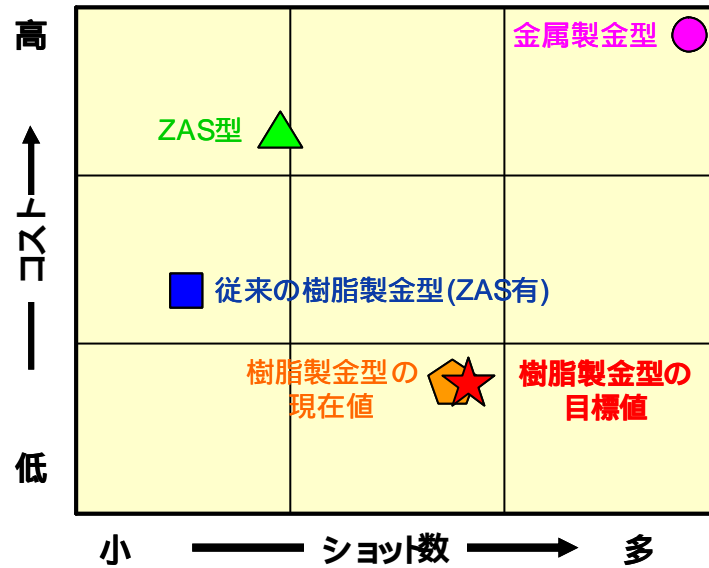 高
金属製金型
ZAS型
コスト
従来の樹脂製金型(ZAS有)
樹脂製金型の
現在値
樹脂製金型の
目標値
低
小
ショット数
多